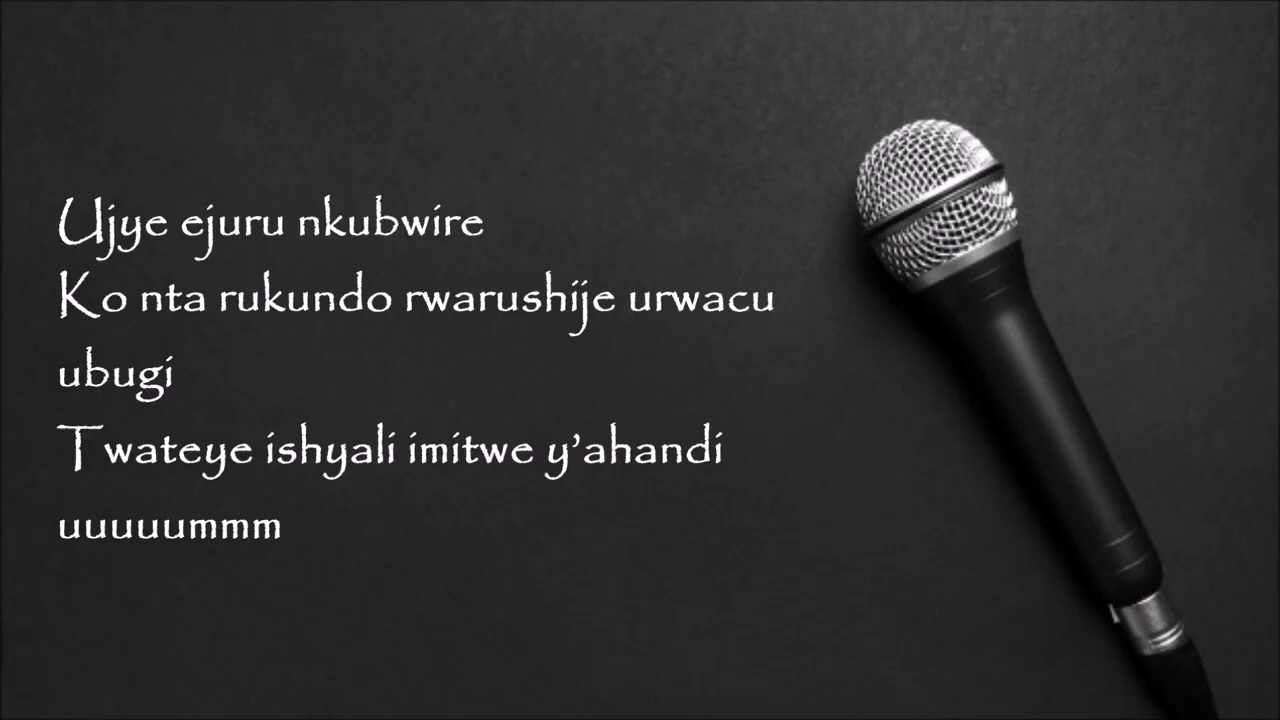 Ujye ejuru nkubwire
Ko nta rukundo rwarushije urwacu
ubugi
Twateye ishyali imitwe y'ahandi
uuuuummm